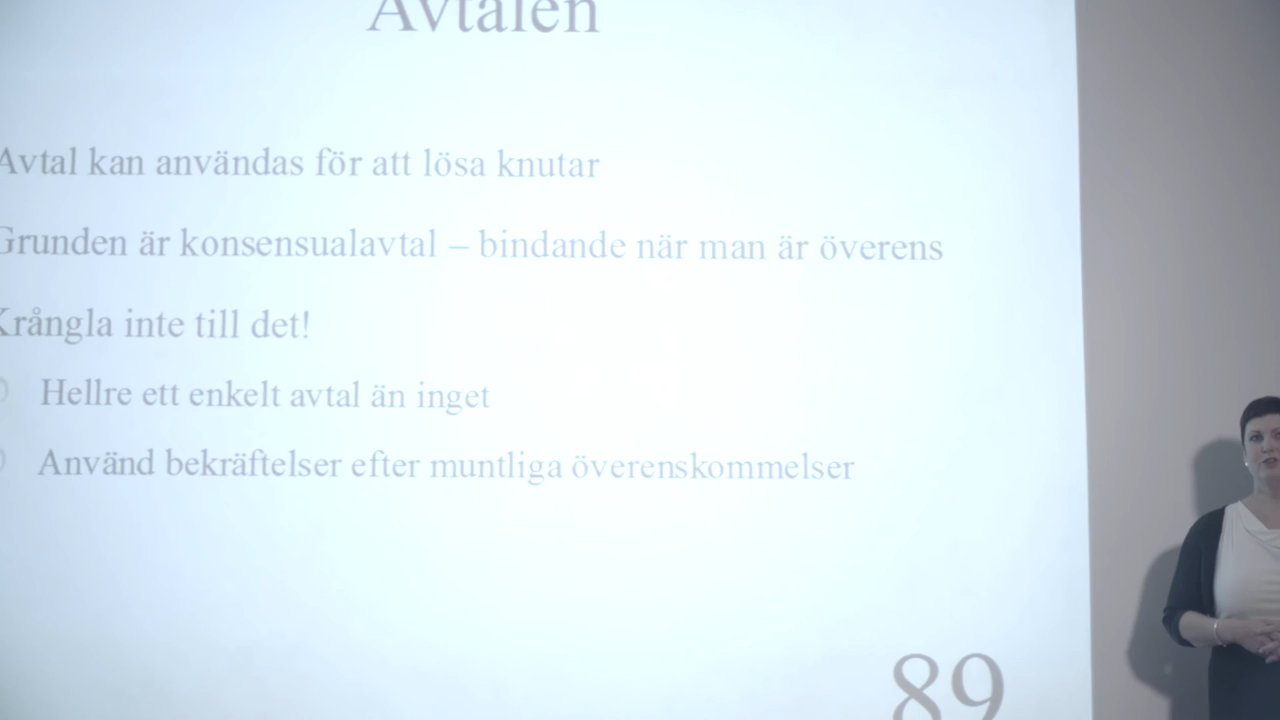 Avtalen
Avtal kan användas för att lösa knutar
Grunden är konsensualavtal – bindande när man är överens
Krångla inte till det!
Hellre ett enkelt avtal än inget
Använd bekräftelser efter muntliga överenskommelser
89